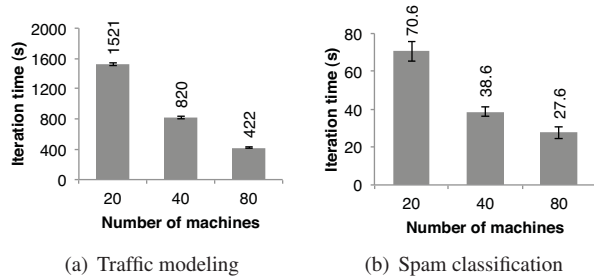 Iteration time (s)
2000
1600
1200
800
400
0
1521
820
422
20 40 80
Number of machines
(a) Traffic modeling
Iteration time (s)
80
60
40
20
0
70.6
38.6
27.6
20 40 80
Number of machines
(b) Spam classification